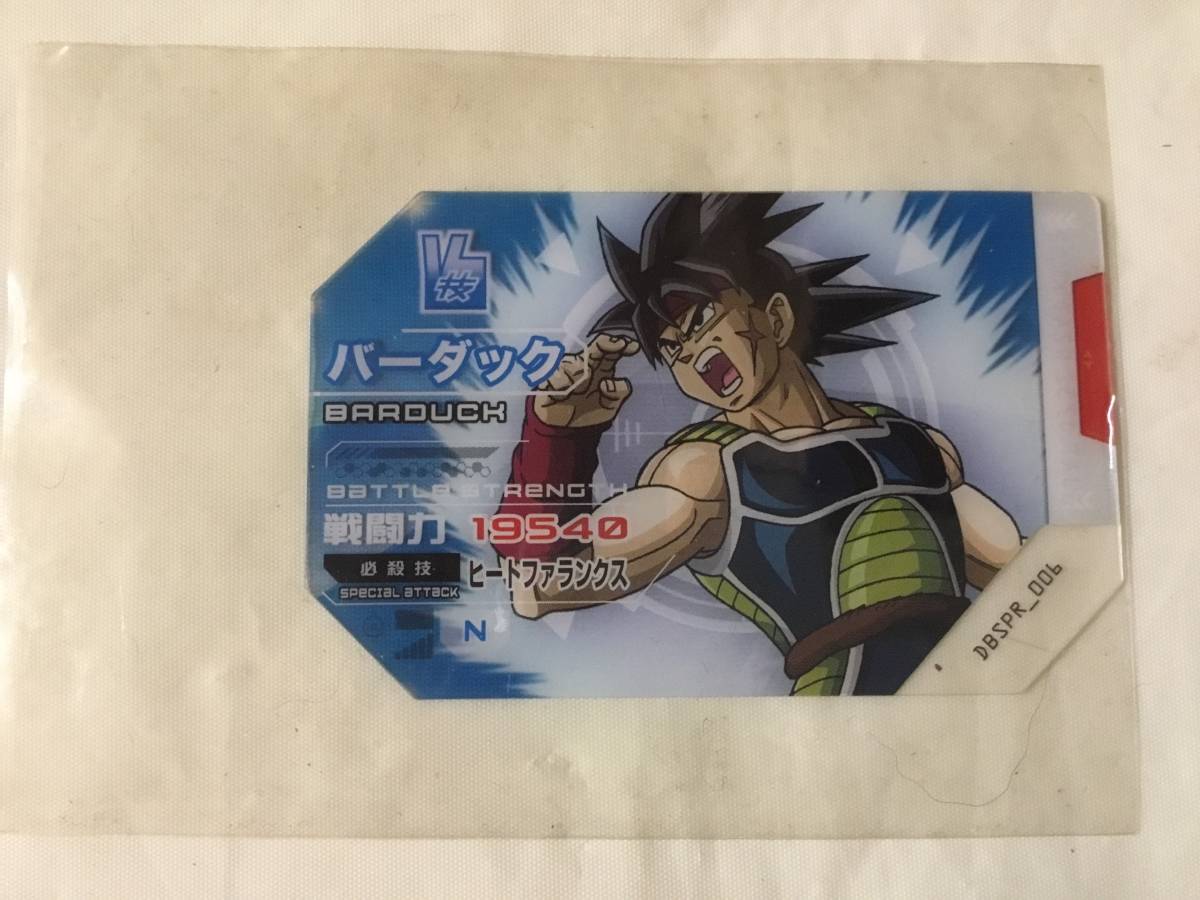 技
バーダック
BARDUCK
BATTLE STRENGTH
戦闘力 19540
必殺技 ヒートファランクス
SPECIAL ATTACK
N
DBSPR_006